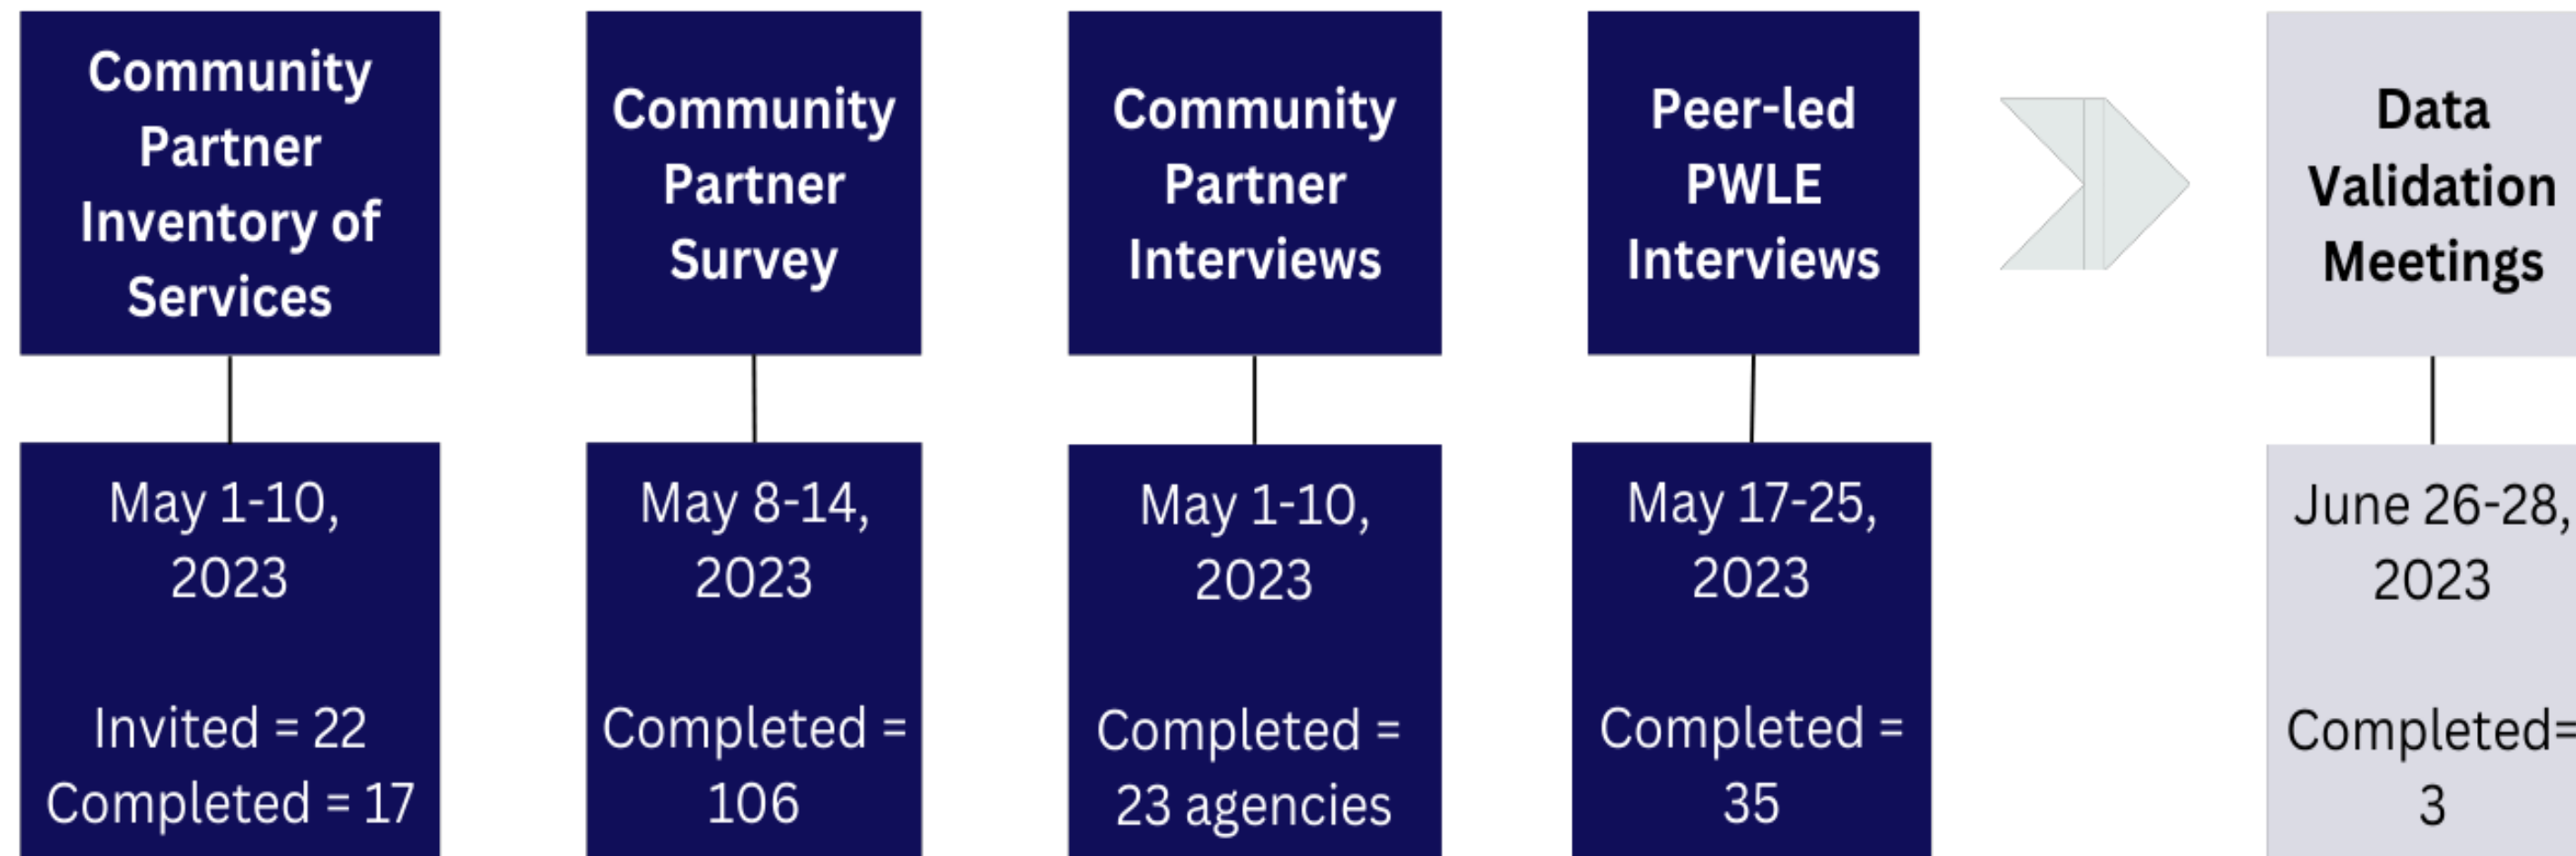 Community
Partner
Inventory of
Services
Community
Partner
Survey
Community
Partner
Interviews
Peer-led
PWLE
Interviews
Data
Validation
Meetings
May 1-10,
2023
Invited = 22
Completed = 17
May 8-14,
2023
Completed =
106
May 1-10,
2023
Completed =
23 agencies
May 17-25,
2023
Completed =
35
June 26-28,
2023
Completed=
3